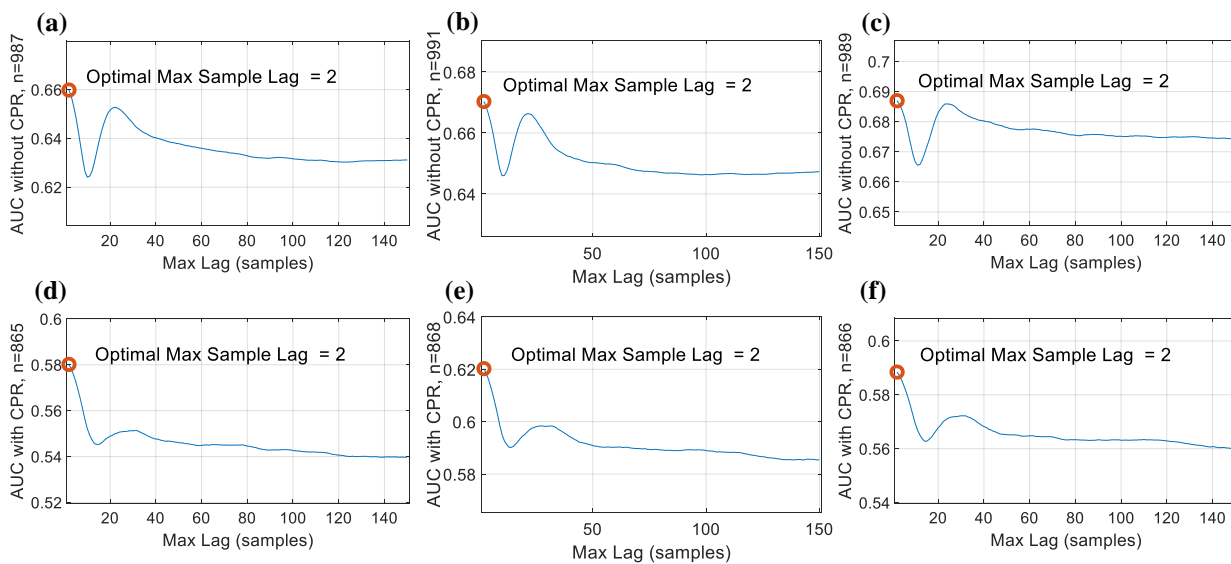 (a)
AUC without CPR, n=987
0.66
0.64
0.62
Optimal Max Sample Lag = 2
20 40 60 80 100 120 140
Max Lag (samples)
(b)
AUC without CPR, n=991
0.68
0.66
0.64
Optimal Max Sample Lag = 2
50 100 150
Max Lag (samples)
(c)
AUC without CPR, n=989
0.7
0.69
0.68
0.67
0.66
0.65
Optimal Max Sample Lag = 2
20 40 60 80 100 120 140
Max Lag (samples)
(d)
AUC with CPR, n=865
0.6
0.58
0.56
0.54
0.52
Optimal Max Sample Lag = 2
20 40 60 80 100 120 140
Max Lag (samples)
(e)
AUC with CPR, n=868
0.64
0.62
0.6
0.58
Optimal Max Sample Lag = 2
50 100 150
Max Lag (samples)
(f)
AUC with CPR, n=866
0.6
0.58
0.56
0.54
Optimal Max Sample Lag = 2
20 40 60 80 100 120 140
Max Lag (samples)